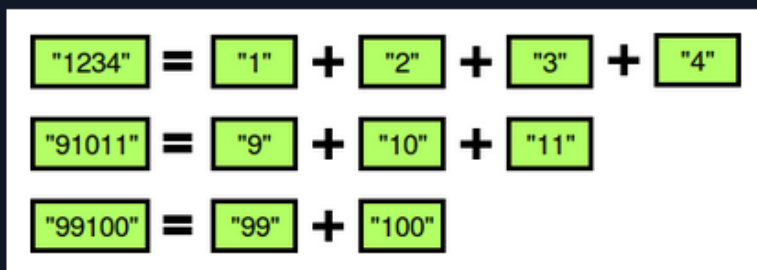 "1234" = "1" + "2" + "3" + "4"
"91011" = "9" + "10" + "11"
"99100" = "99" + "100"